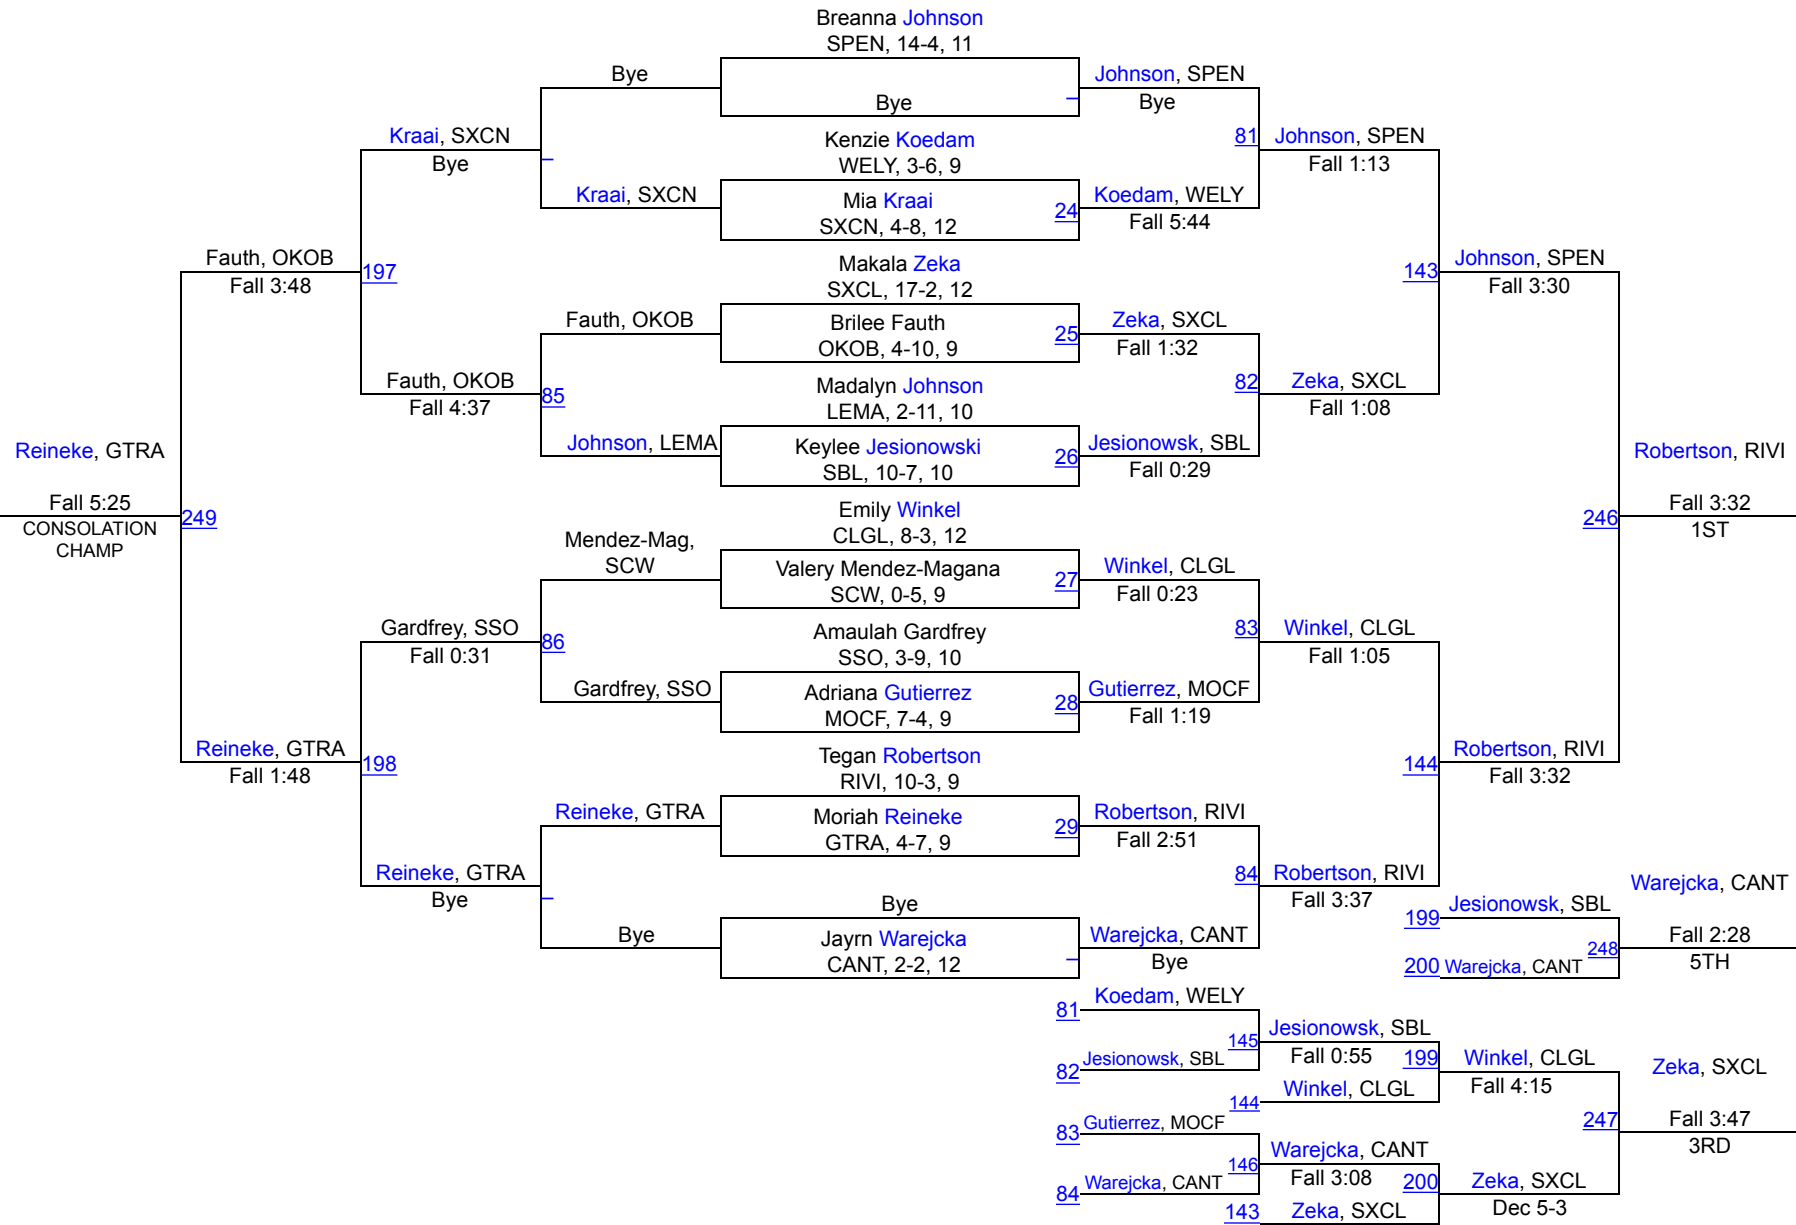 Breanna Johnson
SPEN, 14-4, 11
Bye
Bye
Johnson, SPEN
Bye
Kraai, SXCN
Bye
Kenzie Koedam
WELY, 3-6, 9
81
Johnson, SPEN
Fall 1:13
Kraai, SXCN
Mia Kraai
SXCN, 4-8, 12
24
Koedam, WELY
Fall 5:44
Fauth, OKOB
Fall 3:48
197
Makala Zeka
SXCL, 17-2, 12
143
Johnson, SPEN
Fall 3:30
Fauth, OKOB
Brilee Fauth
OKOB, 4-10, 9
25
Zeka, SXCL
Fall 1:32
Fauth, OKOB
Fall 4:37
85
Madalyn Johnson
LEMA, 2-11, 10
82
Zeka, SXCL
Fall 1:08
Johnson, LEMA
Keylee Jesionowski
SBL, 10-7, 10
26
Jesionowsk, SBL
Fall 0:29
Reineke, GTRA
Fall 5:25
CONSOLATION
CHAMP
249
Emily Winkel
CLGL, 8-3, 12
246
Robertson, RIVI
Fall 3:32
1ST
Mendez-Mag,
SCW
Valery Mendez-Magana
SCW, 0-5, 9
27
Winkel, CLGL
Fall 0:23
Gardfrey, SSO
Fall 0:31
86
Amaulah Gardfrey
SSO, 3-9, 10
83
Winkel, CLGL
Fall 1:05
Gardfrey, SSO
Adriana Gutierrez
MOCF, 7-4, 9
28
Gutierrez, MOCF
Fall 1:19
Reineke, GTRA
Fall 1:48
198
Tegan Robertson
RIVI, 10-3, 9
144
Robertson, RIVI
Fall 3:32
Reineke, GTRA
Moriah Reineke
GTRA, 4-7, 9
29
Robertson, RIVI
Fall 2:51
Reineke, GTRA
Bye
84
Robertson, RIVI
Fall 3:37
Bye
Bye
Jayrn Warejcka
CANT, 2-2, 12
Warejcka, CANT
Bye
199
Jesionowsk, SBL
200
Warejcka, CANT
248
Warejcka, CANT
Fall 2:28
5TH
81
Koedam, WELY
82
Jesionowsk, SBL
145
Jesionowsk, SBL
Fall 0:55
144
Winkel, CLGL
199
Winkel, CLGL
Fall 4:15
83
Gutierrez, MOCF
84
Warejcka, CANT
146
Warejcka, CANT
Fall 3:08
143
Zeka, SXCL
200
Zeka, SXCL
Dec 5-3
247
Zeka, SXCL
Fall 3:47
3RD